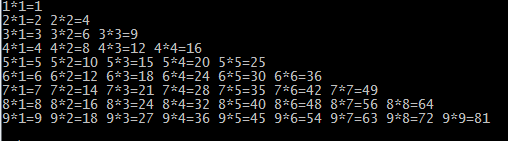 1*1=1
2*1=2 2*2=4
3*1=3 3*2=6 3*3=9
4*1=4 4*2=8 4*3=12 4*4=16
5*1=5 5*2=10 5*3=15 5*4=20 5*5=25
6*1=6 6*2=12 6*3=18 6*4=24 6*5=30 6*6=36
7*1=7 7*2=14 7*3=21 7*4=28 7*5=35 7*6=42 7*7=49
8*1=8 8*2=16 8*3=24 8*4=32 8*5=40 8*6=48 8*7=56 8*8=64
9*1=9 9*2=18 9*3=27 9*4=36 9*5=45 9*6=54 9*7=63 9*8=72 9*9=81